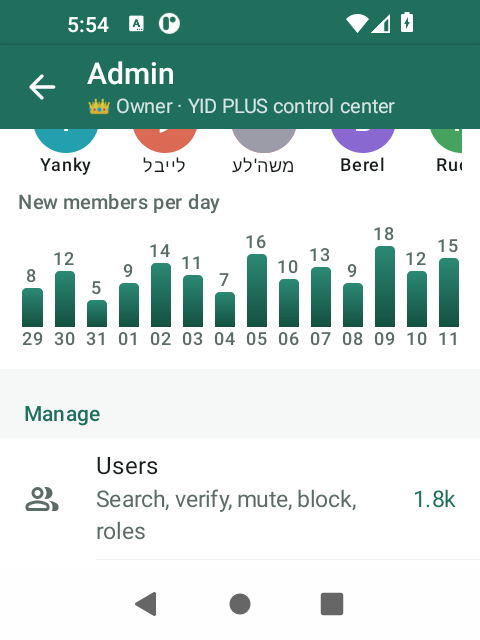 5:54
Admin
👑 Owner · YID PLUS control center
Yanky
לייבל
משה'לע
Berel
New members per day
8 12 5 9 14 11 7 16 10 13 9 18 12 15
29 30 31 01 02 03 04 05 06 07 08 09 10 11
Manage
Users
Search, verify, mute, block,
roles
1.8k